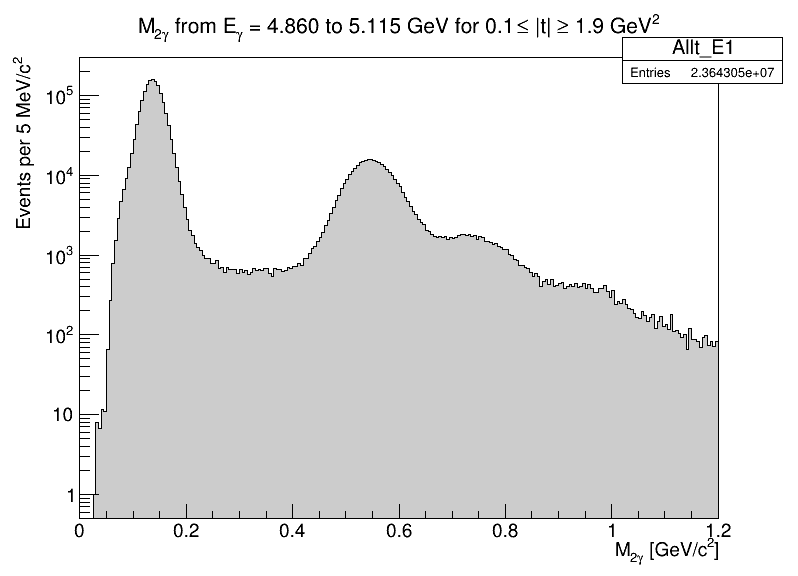 M₂γ from Eγ = 4.860 to 5.115 GeV for 0.1 ≤ |t| ≥ 1.9 GeV²
Allt_E1
Entries 2.364305e+07
Events per 5 MeV/c²
10⁵
10⁴
10³
10²
10
1
0 0.2 0.4 0.6 0.8 1 1.2
M₂γ [GeV/c²]